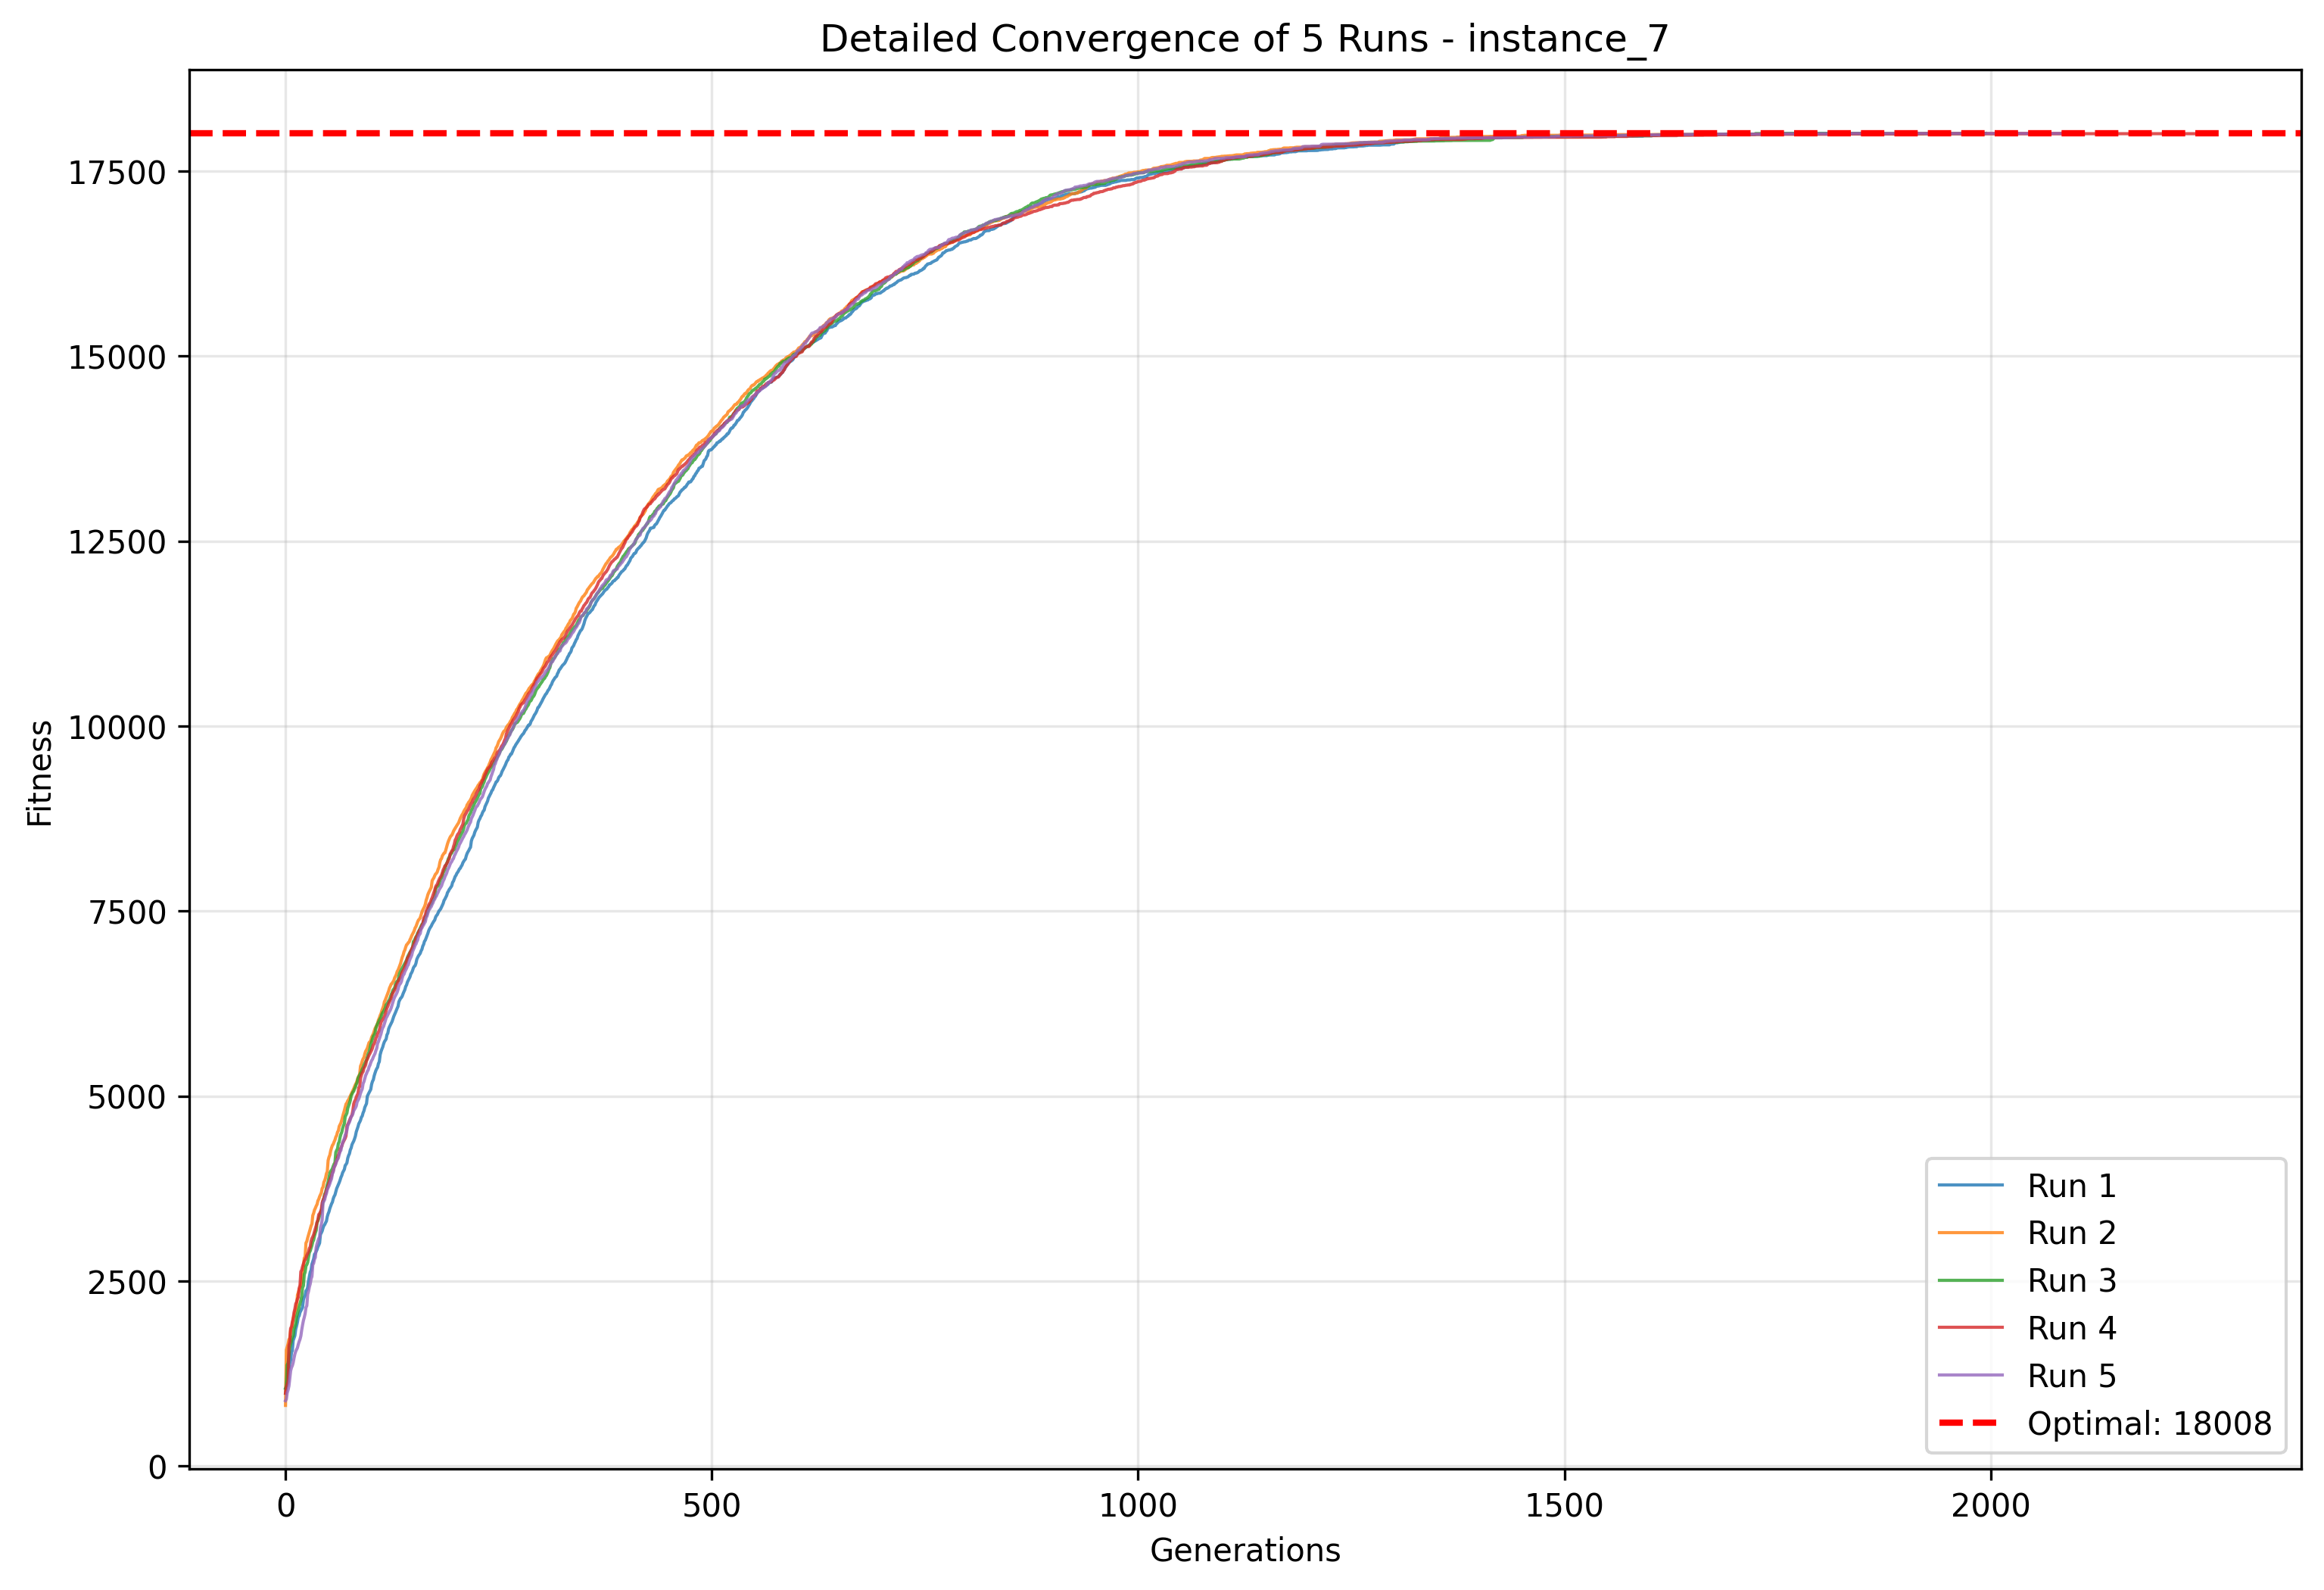 Detailed Convergence of 5 Runs - instance_7
17500
15000
12500
10000
7500
5000
2500
0
Fitness
0 500 1000 1500 2000
Generations
Run 1
Run 2
Run 3
Run 4
Run 5
Optimal: 18008